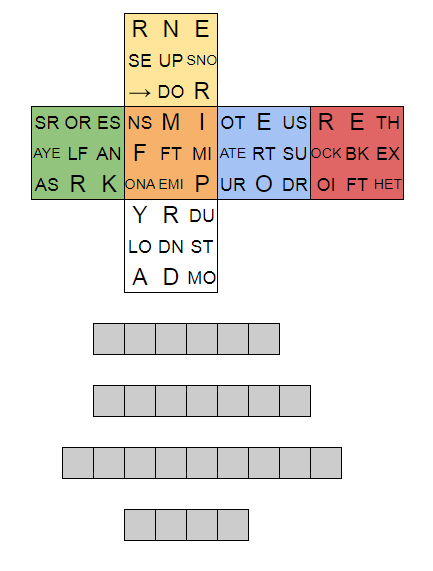 R N E
SE UP SNO
→ DO R
SR OR ES NS M I OT E US R E TH
AYE LF AN F FT MI ATE RT SU OCK BK EX
AS R K ONA EMI P UR O DR OI FT HET
Y R DU
LO DN ST
A D MO